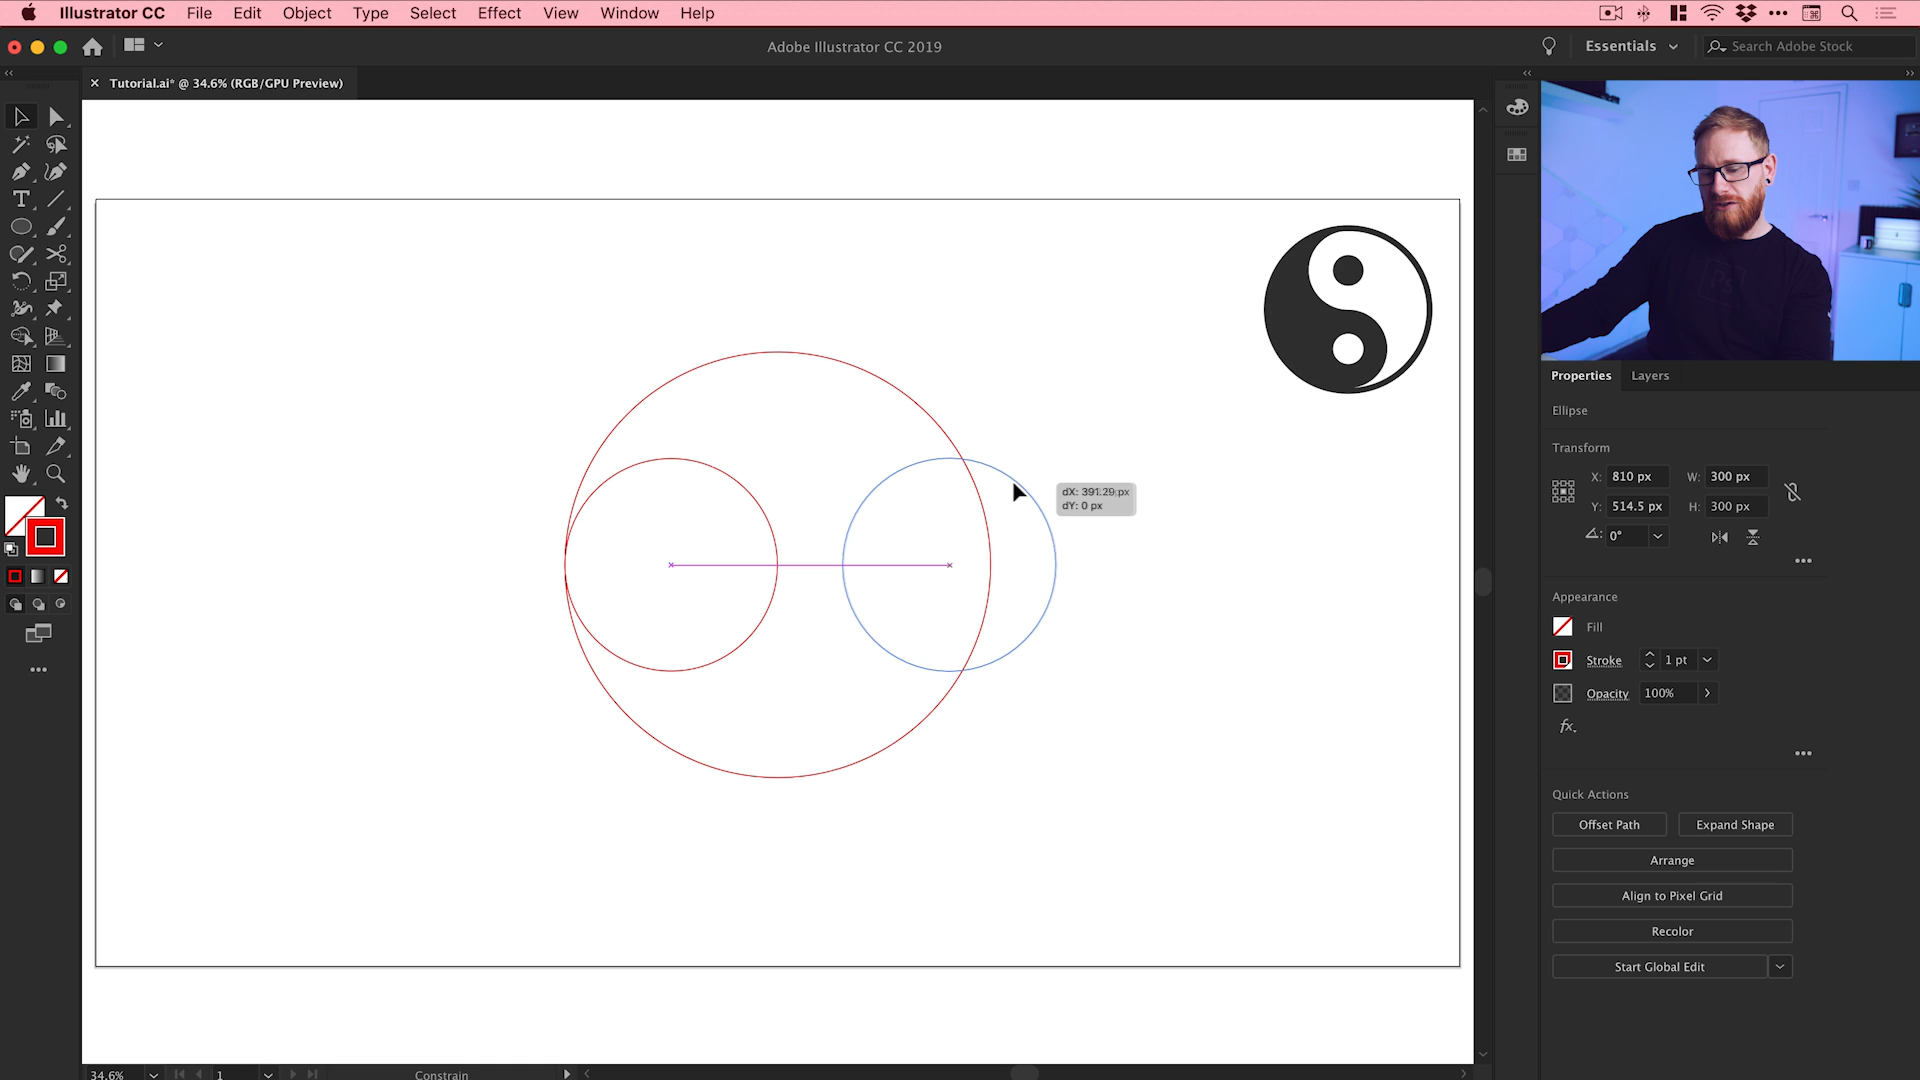 Illustrator CC File Edit Object Type Select Effect View Window Help
Adobe Illustrator CC 2019
Essentials
Search Adobe Stock
Tutorial.ai* @ 34.6% (RGB/GPU Preview)
dX: 391.29 px
dY: 0 px
Properties Layers
Ellipse
Transform
X: 810 px W: 300 px
Y: 514.5 px H: 300 px
0°
Appearance
Fill
Stroke 1 pt
Opacity 100%
fx
Quick Actions
Offset Path Expand Shape
Arrange
Align to Pixel Grid
Recolor
Start Global Edit
34.6% 1 Constrain